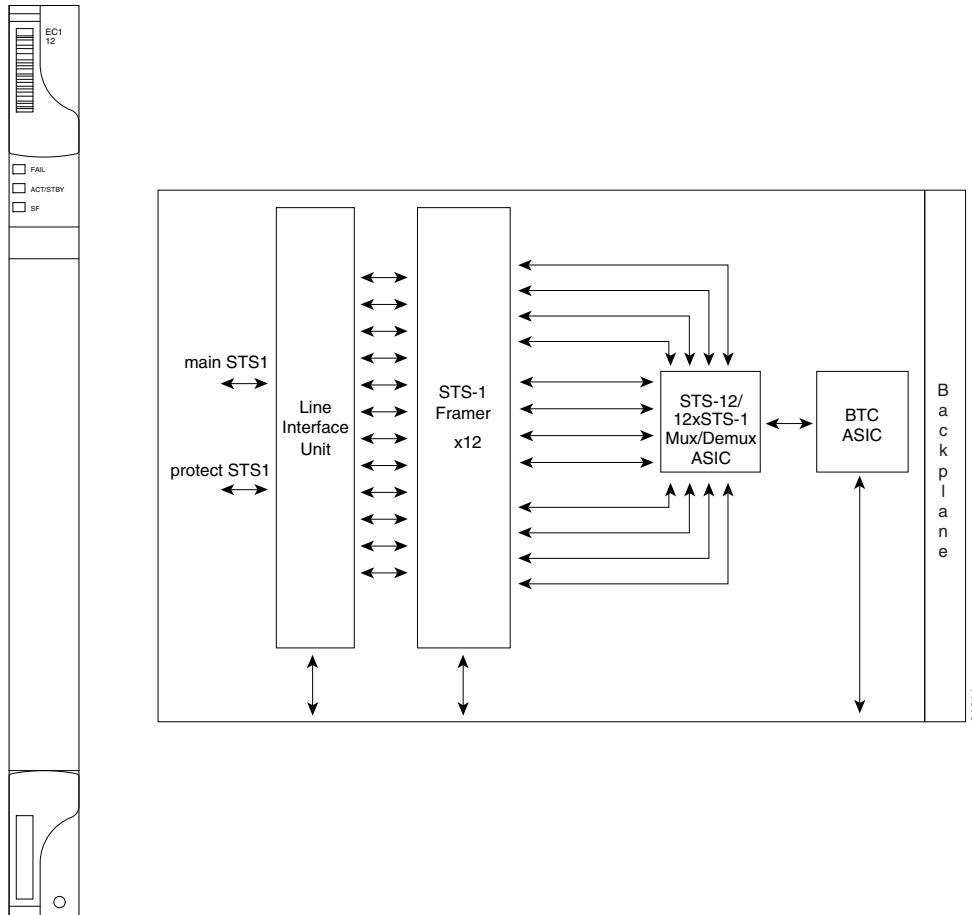 EC1
12
FAIL
ACT/STBY
SF
main STS1
protect STS1
Line
Interface
Unit
STS-1
Framer
x12
STS-12/
12xSTS-1
Mux/Demux
ASIC
BTC
ASIC
B
a
c
k
p
l
a
n
e